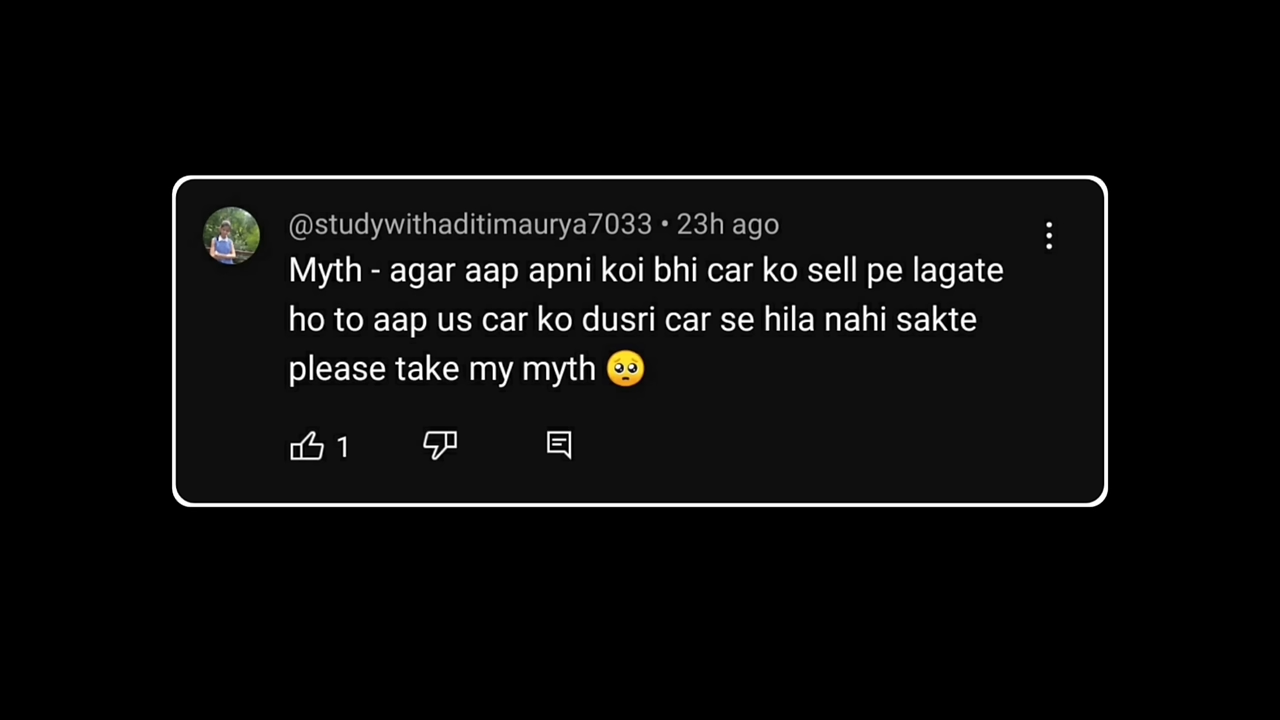 @studywithaditimaurya7033 • 23h ago
Myth - agar aap apni koi bhi car ko sell pe lagate
ho to aap us car ko dusri car se hila nahi sakte
please take my myth 🥺
1